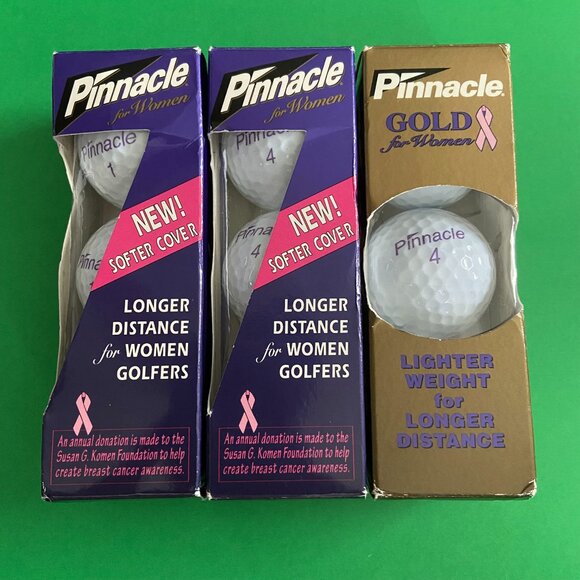 Pinnacle
for Women
Pinnacle
1
NEW!
SOFTER COVER
LONGER
DISTANCE
for WOMEN
GOLFERS
An annual donation is made to the
Susan G. Komen Foundation to help
create breast cancer awareness.
Pinnacle
for Women
Pinnacle
4
Pinnacle
4
NEW!
SOFTER COVER
LONGER
DISTANCE
for WOMEN
GOLFERS
An annual donation is made to the
Susan G. Komen Foundation to help
create breast cancer awareness.
Pinnacle
GOLD
for Women
Pinnacle
4
LIGHTER
WEIGHT
for
LONGER
DISTANCE